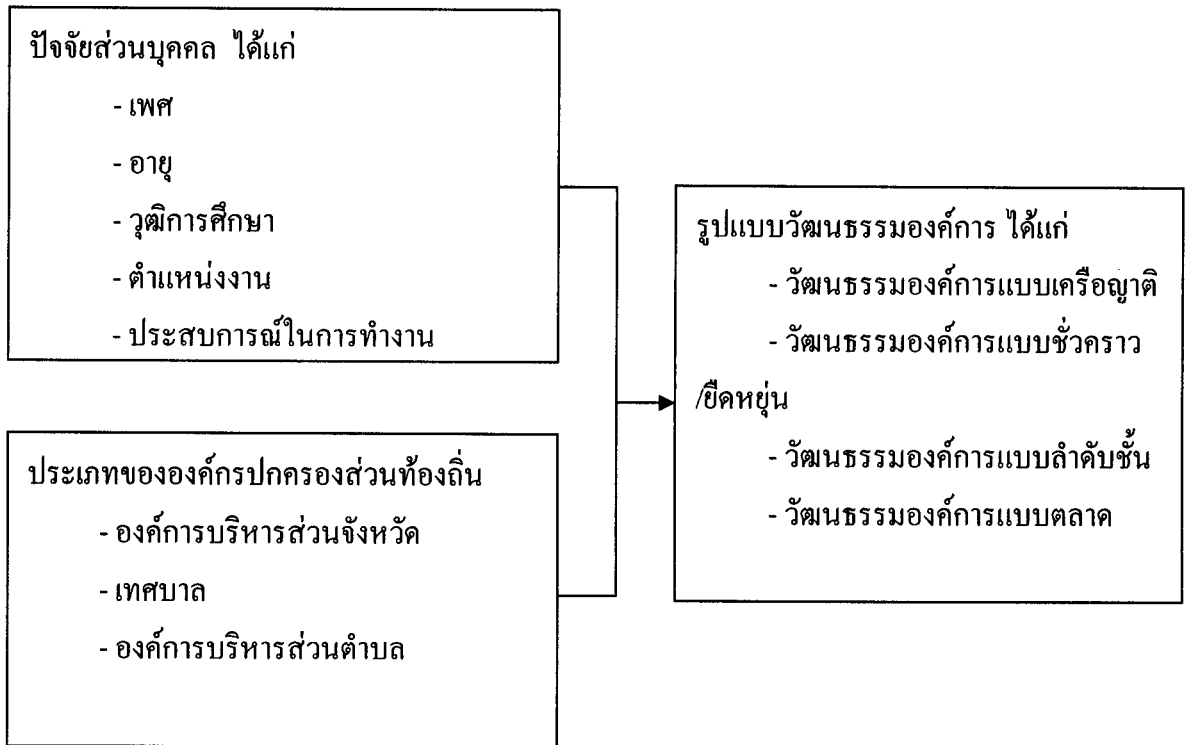 ปัจจัยส่วนบุคคล ได้แก่
- เพศ
- อายุ
- วุฒิการศึกษา
- ตำแหน่งงาน
- ประสบการณ์ในการทำงาน
ประเภทขององค์กรปกครองส่วนท้องถิ่น
- องค์การบริหารส่วนจังหวัด
- เทศบาล
- องค์การบริหารส่วนตำบล
รูปแบบวัฒนธรรมองค์การ ได้แก่
- วัฒนธรรมองค์การแบบเครือญาติ
- วัฒนธรรมองค์การแบบชั่วคราว
/ยืดหยุ่น
- วัฒนธรรมองค์การแบบลำดับชั้น
- วัฒนธรรมองค์การแบบตลาด